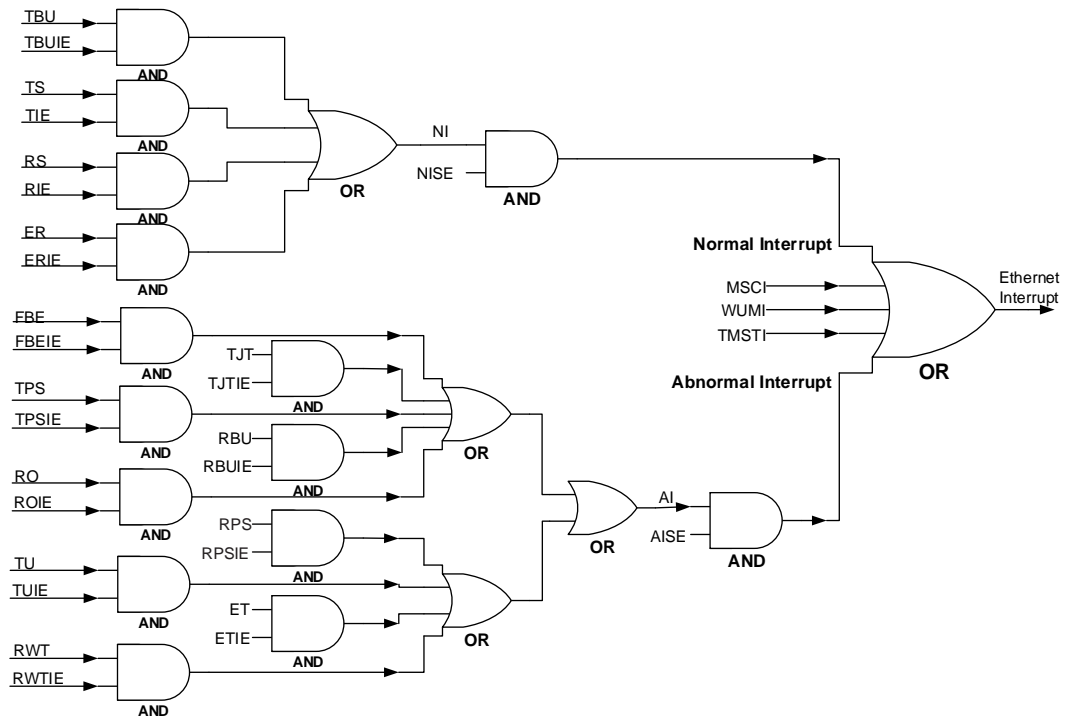 TBU
TBUIE
AND
TS
TIE
AND
RS
RIE
AND
ER
ERIE
AND
OR
NI
NISE
AND
Normal Interrupt
MSCI
WUMI
TMSTI
Abnormal Interrupt
OR
Ethernet
Interrupt
FBE
FBEIE
AND
TJT
TJTIE
AND
TPS
TPSIE
AND
RBU
RBUIE
AND
OR
RO
ROIE
AND
RPS
RPSIE
AND
OR
AI
AISE
AND
TU
TUIE
AND
ET
ETIE
AND
OR
RWT
RWTIE
AND